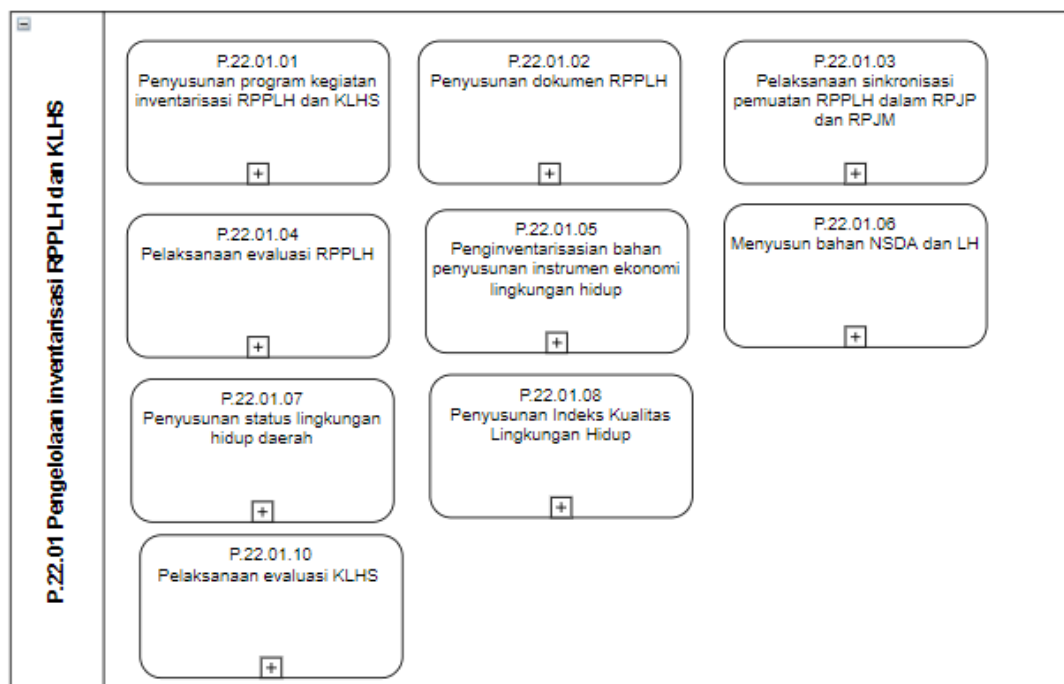 P.22.01 Pengelolaan inventarisasi RPPLH dan KLHS
P.22.01.01
Penyusunan program kegiatan
inventarisasi RPPLH dan KLHS
P.22.01.02
Penyusunan dokumen RPPLH
P.22.01.03
Pelaksanaan sinkronisasi
pemuatan RPPLH dalam RPJP
dan RPJM
P.22.01.04
Pelaksanaan evaluasi RPPLH
P.22.01.05
Penginventarisasian bahan
penyusunan instrumen ekonomi
lingkungan hidup
P.22.01.06
Menyusun bahan NSDA dan LH
P.22.01.07
Penyusunan status lingkungan
hidup daerah
P.22.01.08
Penyusunan Indeks Kualitas
Lingkungan Hidup
P.22.01.10
Pelaksanaan evaluasi KLHS